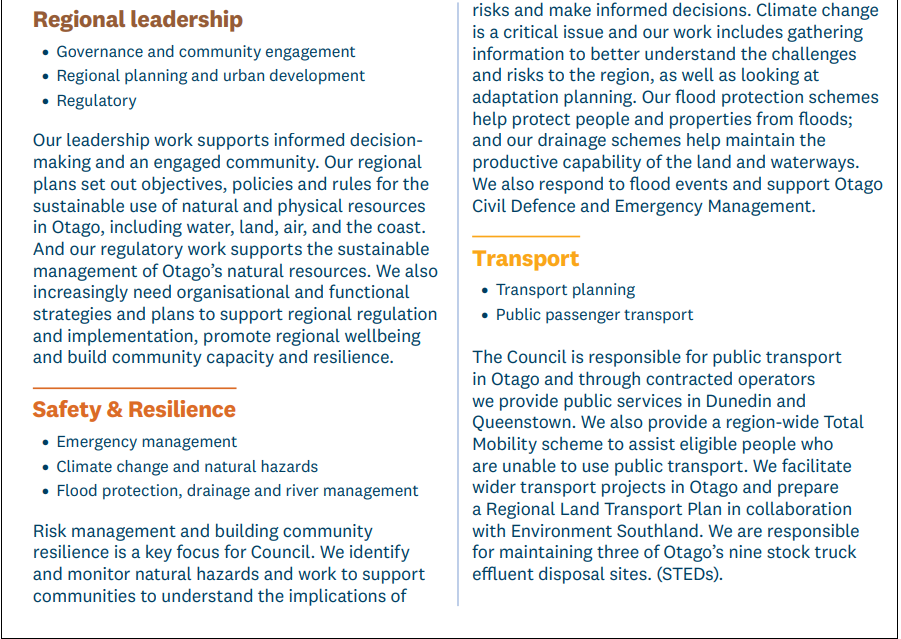 Regional leadership
• Governance and community engagement
• Regional planning and urban development
• Regulatory
Our leadership work supports informed decision-
making and an engaged community. Our regional
plans set out objectives, policies and rules for the
sustainable use of natural and physical resources
in Otago, including water, land, air, and the coast.
And our regulatory work supports the sustainable
management of Otago’s natural resources. We also
increasingly need organisational and functional
strategies and plans to support regional regulation
and implementation, promote regional wellbeing
and build community capacity and resilience.
Safety & Resilience
• Emergency management
• Climate change and natural hazards
• Flood protection, drainage and river management
Risk management and building community
resilience is a key focus for Council. We identify
and monitor natural hazards and work to support
communities to understand the implications of
risks and make informed decisions. Climate change
is a critical issue and our work includes gathering
information to better understand the challenges
and risks to the region, as well as looking at
adaptation planning. Our flood protection schemes
help protect people and properties from floods;
and our drainage schemes help maintain the
productive capability of the land and waterways.
We also respond to flood events and support Otago
Civil Defence and Emergency Management.
Transport
• Transport planning
• Public passenger transport
The Council is responsible for public transport
in Otago and through contracted operators
we provide public services in Dunedin and
Queenstown. We also provide a region-wide Total
Mobility scheme to assist eligible people who
are unable to use public transport. We facilitate
wider transport projects in Otago and prepare
a Regional Land Transport Plan in collaboration
with Environment Southland. We are responsible
for maintaining three of Otago’s nine stock truck
effluent disposal sites. (STEDs).